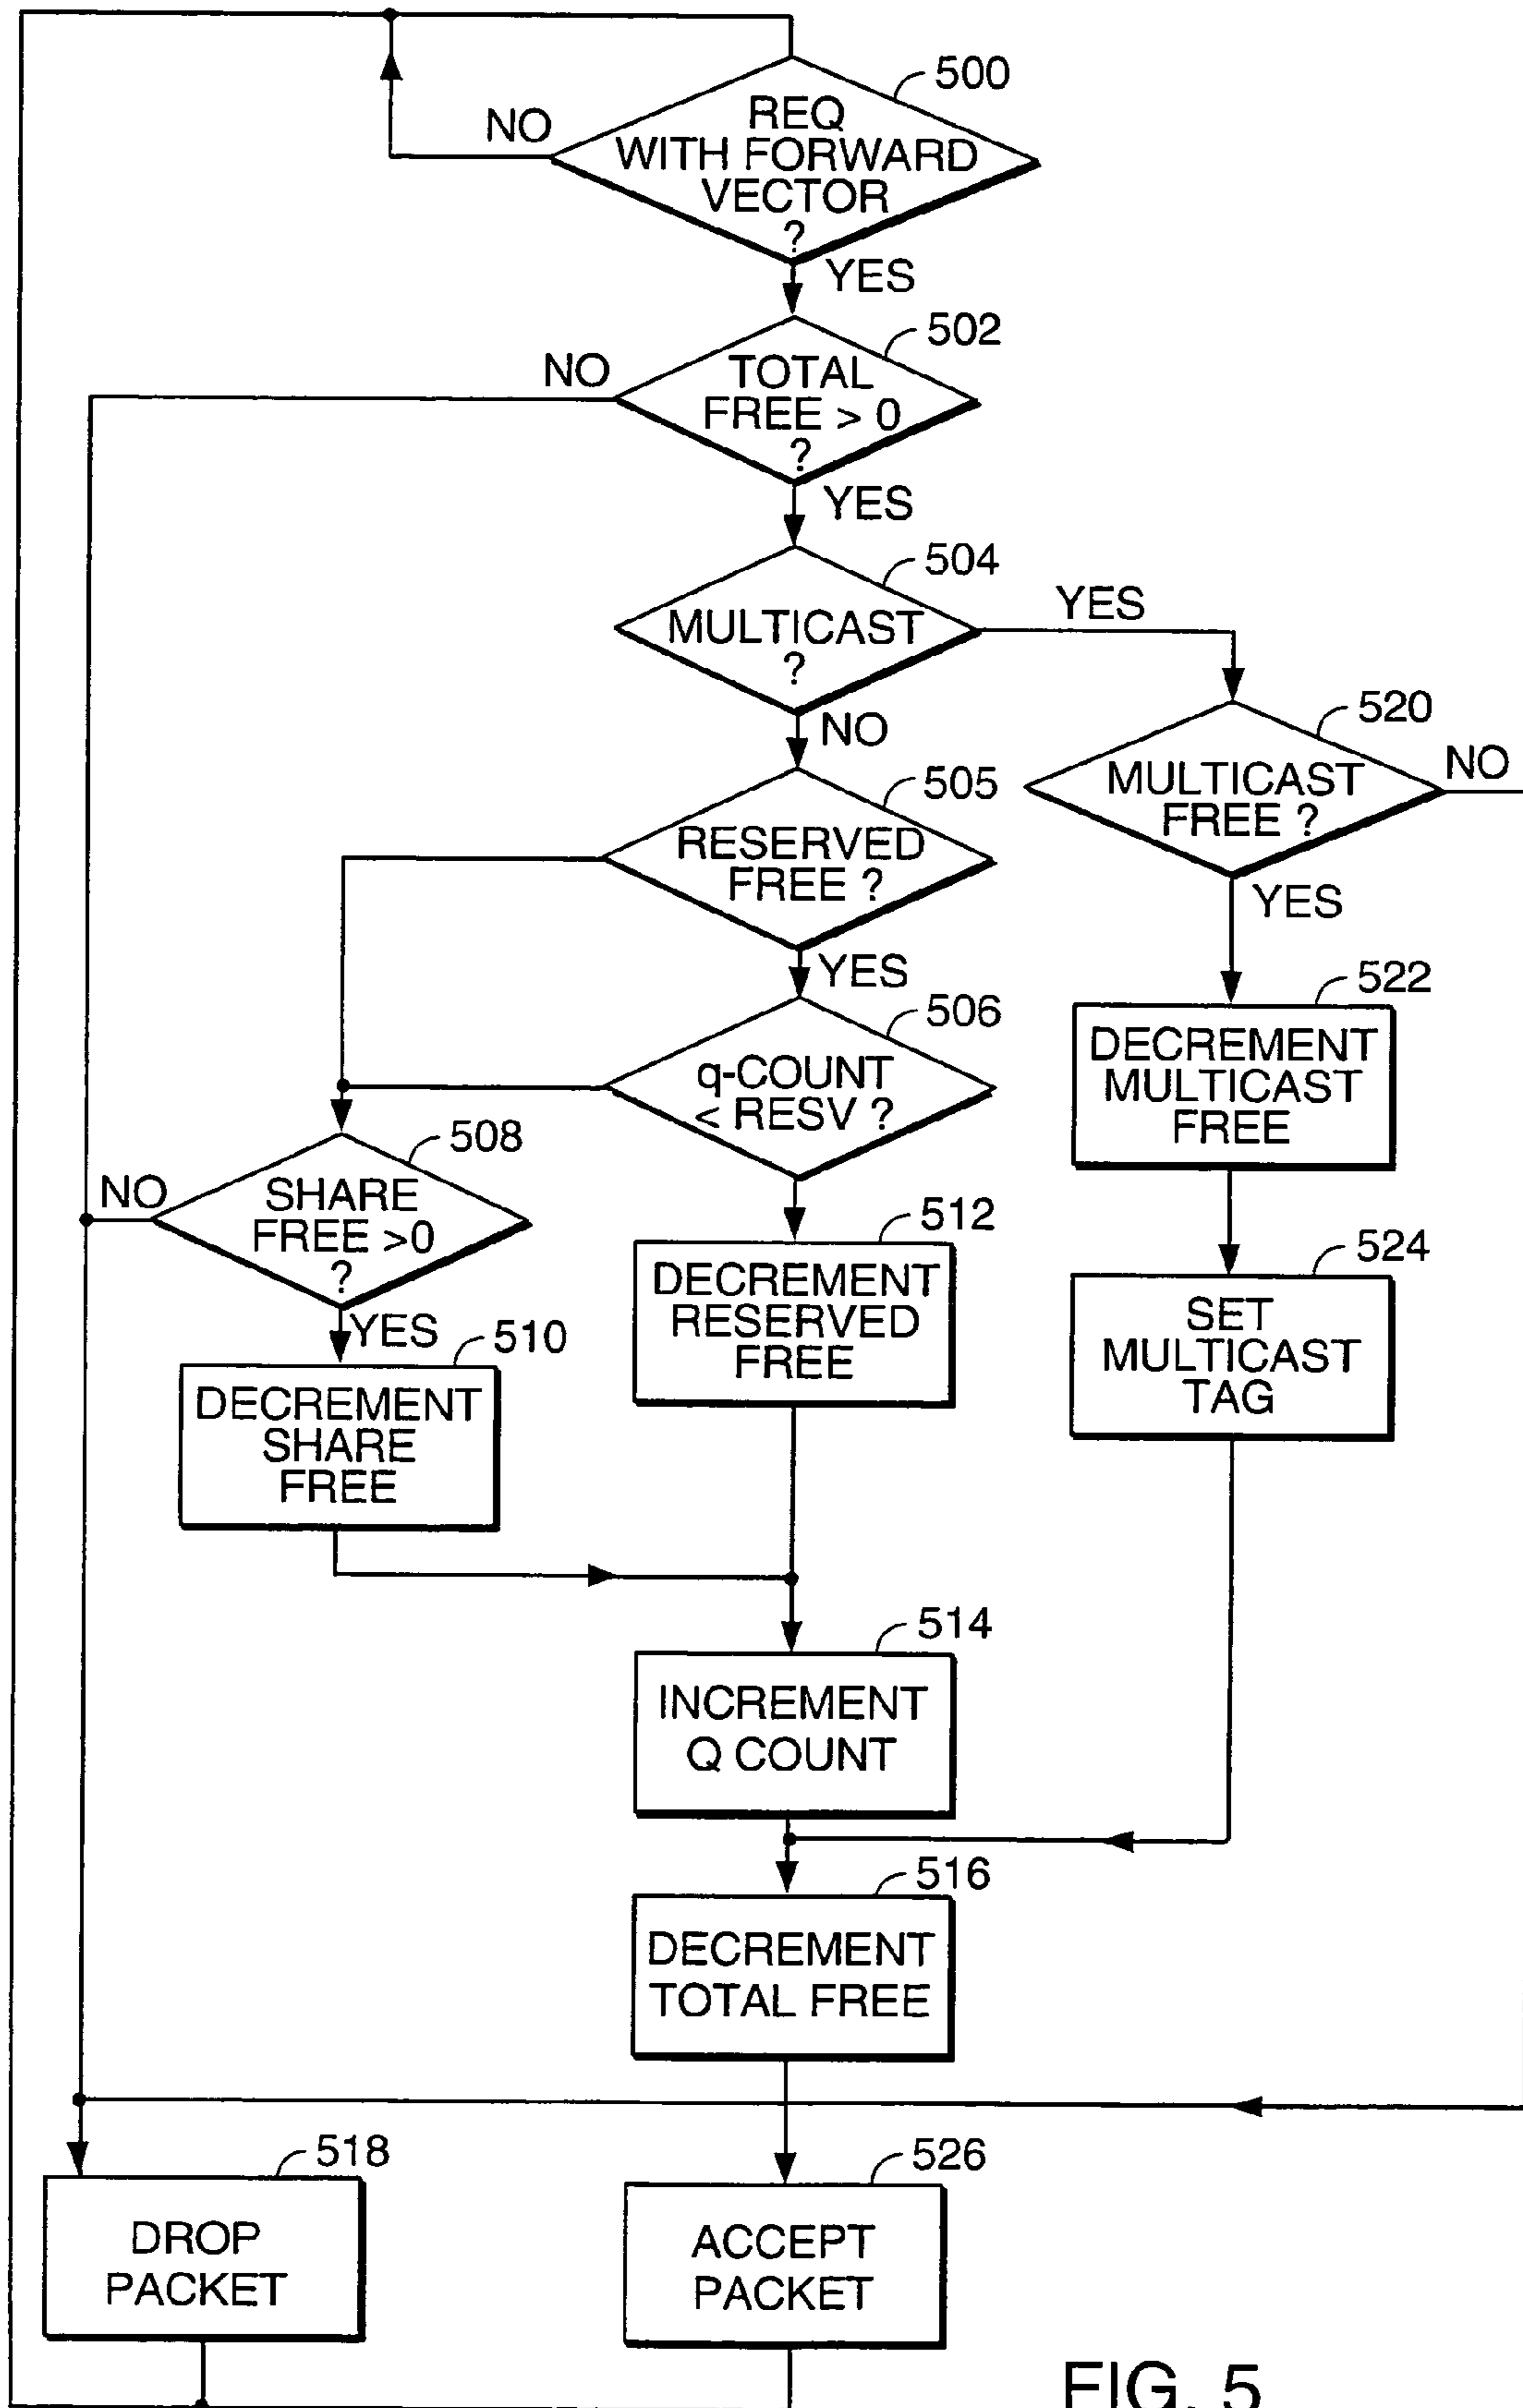 500
REQ
WITH FORWARD
VECTOR
?
NO
YES
502
TOTAL
FREE > 0
?
NO
YES
504
MULTICAST
?
YES
NO
520
MULTICAST
FREE ?
NO
YES
505
RESERVED
FREE ?
YES
506
q-COUNT
< RESV ?
522
DECREMENT
MULTICAST
FREE
508
SHARE
FREE >0
?
NO
YES
512
DECREMENT
RESERVED
FREE
524
SET
MULTICAST
TAG
510
DECREMENT
SHARE
FREE
514
INCREMENT
Q COUNT
516
DECREMENT
TOTAL FREE
518
DROP
PACKET
526
ACCEPT
PACKET
FIG. 5